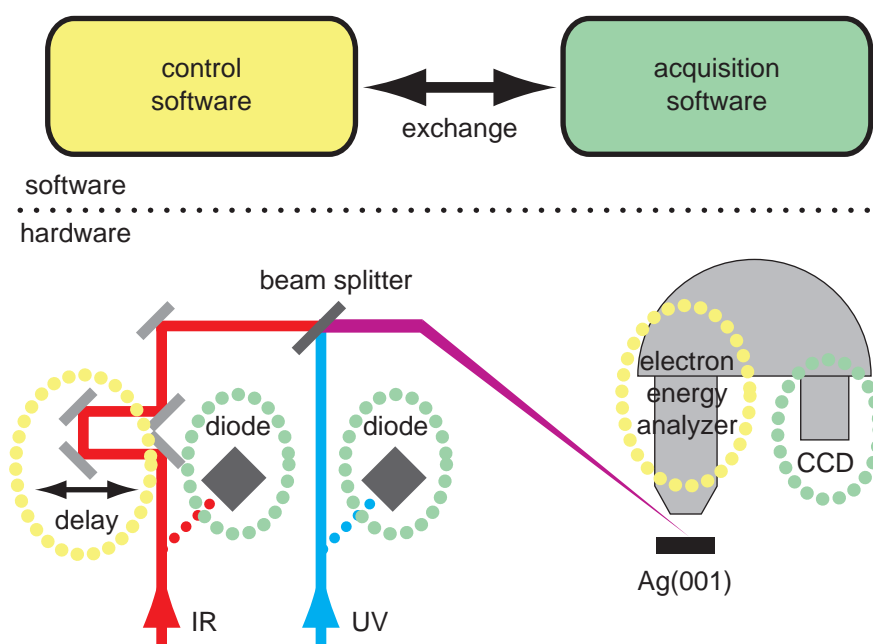 control
software
acquisition
software
exchange
software
hardware
beam splitter
electron
energy
analyzer
diode
diode
CCD
delay
Ag(001)
IR
UV